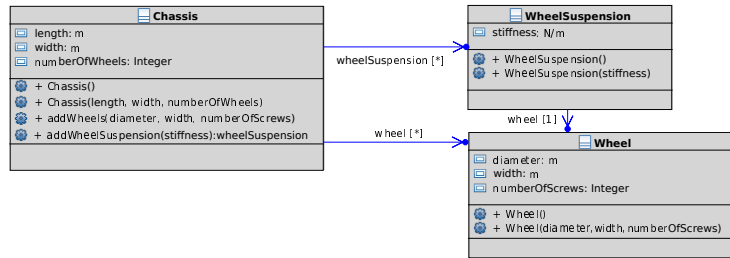 Chassis
length: m
width: m
numberOfWheels: Integer
+ Chassis()
+ Chassis(length, width, numberOfWheels)
+ addWheels(diameter, width, numberOfScrews)
+ addWheelSuspension(stiffness):wheelSuspension
wheelSuspension [*]
wheel [*]
WheelSuspension
stiffness: N/m
+ WheelSuspension()
+ WheelSuspension(stiffness)
wheel [1]
Wheel
diameter: m
width: m
numberOfScrews: Integer
+ Wheel()
+ Wheel(diameter, width, numberOfScrews)